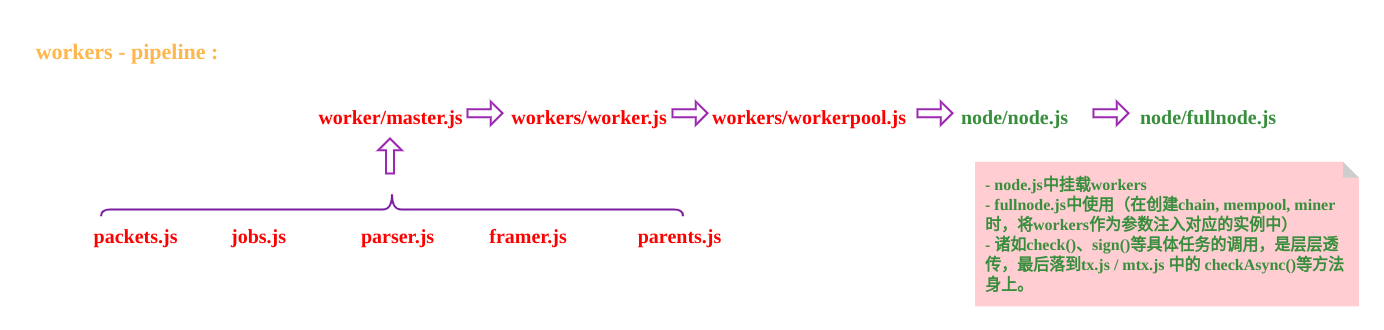 workers - pipeline :
worker/master.js workers/worker.js workers/workerpool.js node/node.js node/fullnode.js
packets.js jobs.js parser.js framer.js parents.js
- node.js中挂载workers
- fullnode.js中使用（在创建chain, mempool, miner
时，将workers作为参数注入对应的实例中）
- 诸如check()、sign()等具体任务的调用，是层层透
传，最后落到tx.js / mtx.js 中的 checkAsync()等方法
身上。